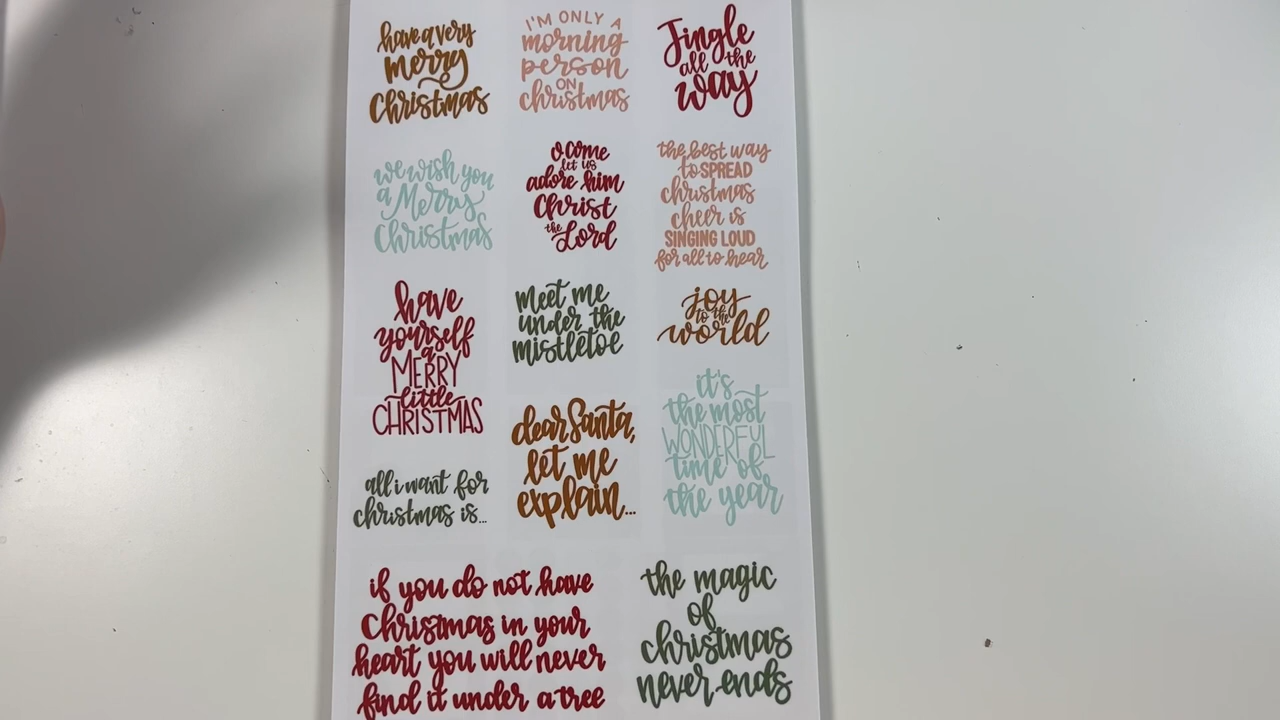 have a very
merry
christmas
I'M ONLY A
morning
person
ON
christmas
Jingle
all the
way
we wish you
a Merry
Christmas
O Come
let us
adore him
Christ
the Lord
the best way
to SPREAD
christmas
cheer is
SINGING LOUD
for all to hear
have
yourself
a
MERRY
little
CHRISTMAS
meet me
under the
mistletoe
joy
to the
world
all i want for
christmas is...
dear Santa,
let me
explain...
it's
the most
WONDERFUL
time of
the year
if you do not have
Christmas in your
heart you will never
find it under a tree
the magic
of
christmas
never ends